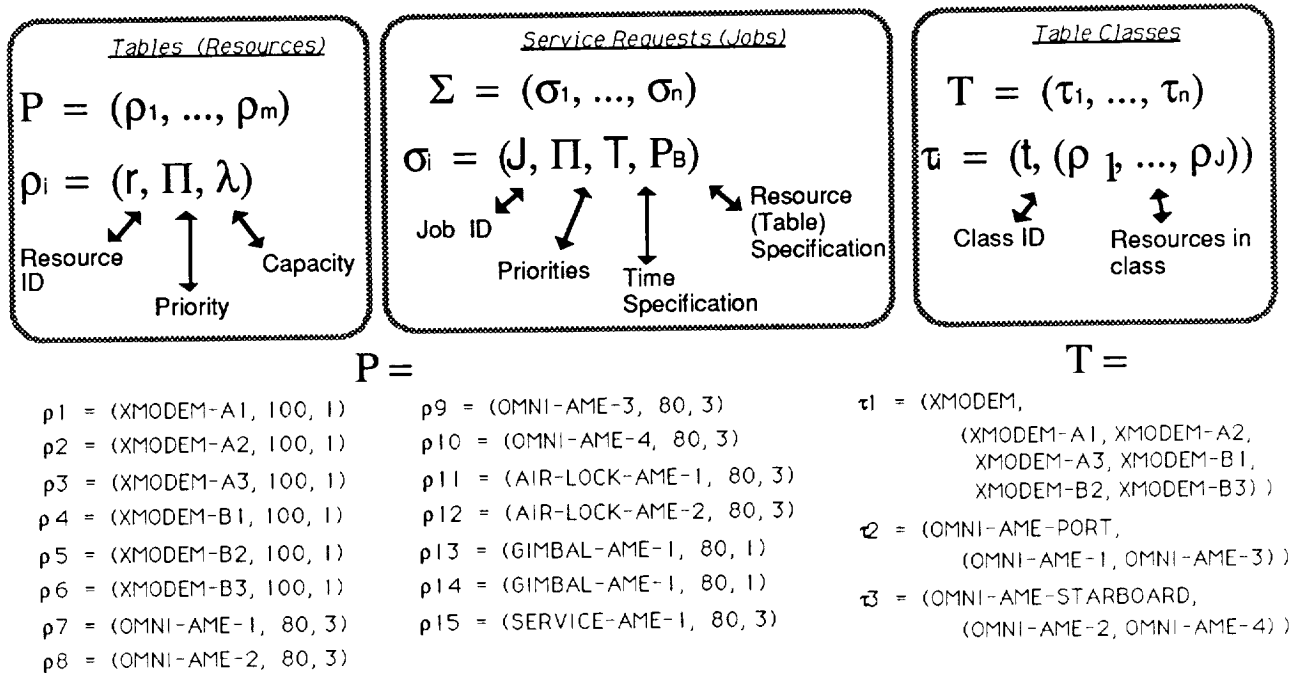 Tables (Resources)
P = (ρ1, ..., ρm)
ρi = (r, Π, λ)
Resource
ID
Priority
Capacity
Service Requests (Jobs)
Σ = (σ1, ..., σn)
σi = (J, Π, T, PB)
Job ID
Priorities
Time
Specification
Resource
(Table)
Specification
Table Classes
T = (τ1, ..., τn)
τi = (t, (ρ 1, ..., ρJ))
Class ID
Resources in
class
P =
ρ1 = (XMODEM-A1, 100, 1)
ρ2 = (XMODEM-A2, 100, 1)
ρ3 = (XMODEM-A3, 100, 1)
ρ4 = (XMODEM-B1, 100, 1)
ρ5 = (XMODEM-B2, 100, 1)
ρ6 = (XMODEM-B3, 100, 1)
ρ7 = (OMNI-AME-1, 80, 3)
ρ8 = (OMNI-AME-2, 80, 3)
ρ9 = (OMNI-AME-3, 80, 3)
ρ10 = (OMNI-AME-4, 80, 3)
ρ11 = (AIR-LOCK-AME-1, 80, 3)
ρ12 = (AIR-LOCK-AME-2, 80, 3)
ρ13 = (GIMBAL-AME-1, 80, 1)
ρ14 = (GIMBAL-AME-1, 80, 1)
ρ15 = (SERVICE-AME-1, 80, 3)
T =
τ1 = (XMODEM,
(XMODEM-A1, XMODEM-A2,
XMODEM-A3, XMODEM-B1,
XMODEM-B2, XMODEM-B3))
τ2 = (OMNI-AME-PORT,
(OMNI-AME-1, OMNI-AME-3))
τ3 = (OMNI-AME-STARBOARD,
(OMNI-AME-2, OMNI-AME-4))